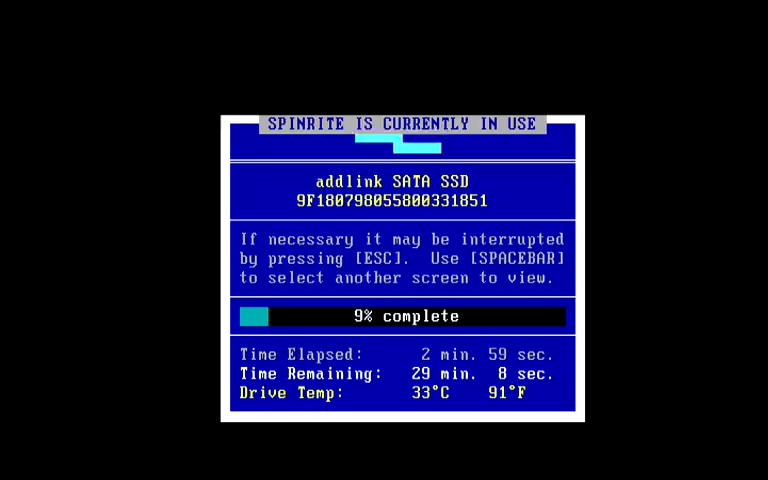 SPINRITE IS CURRENTLY IN USE
addlink SATA SSD
9F180798055800331851
If necessary it may be interrupted
by pressing [ESC]. Use [SPACEBAR]
to select another screen to view.
9% complete
Time Elapsed: 2 min. 59 sec.
Time Remaining: 29 min. 8 sec.
Drive Temp: 33°C 91°F